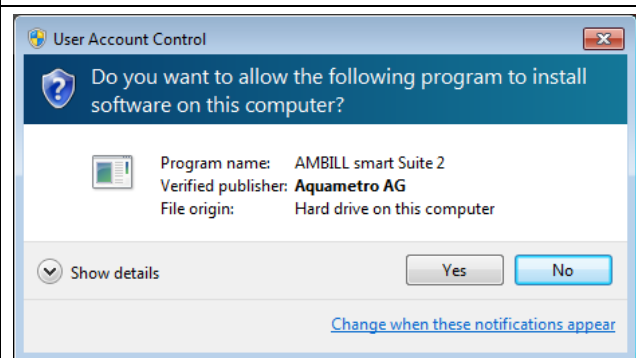 User Account Control
Do you want to allow the following program to install
software on this computer?
Program name: AMBILL smart Suite 2
Verified publisher: Aquametro AG
File origin: Hard drive on this computer
Show details
Yes
No
Change when these notifications appear